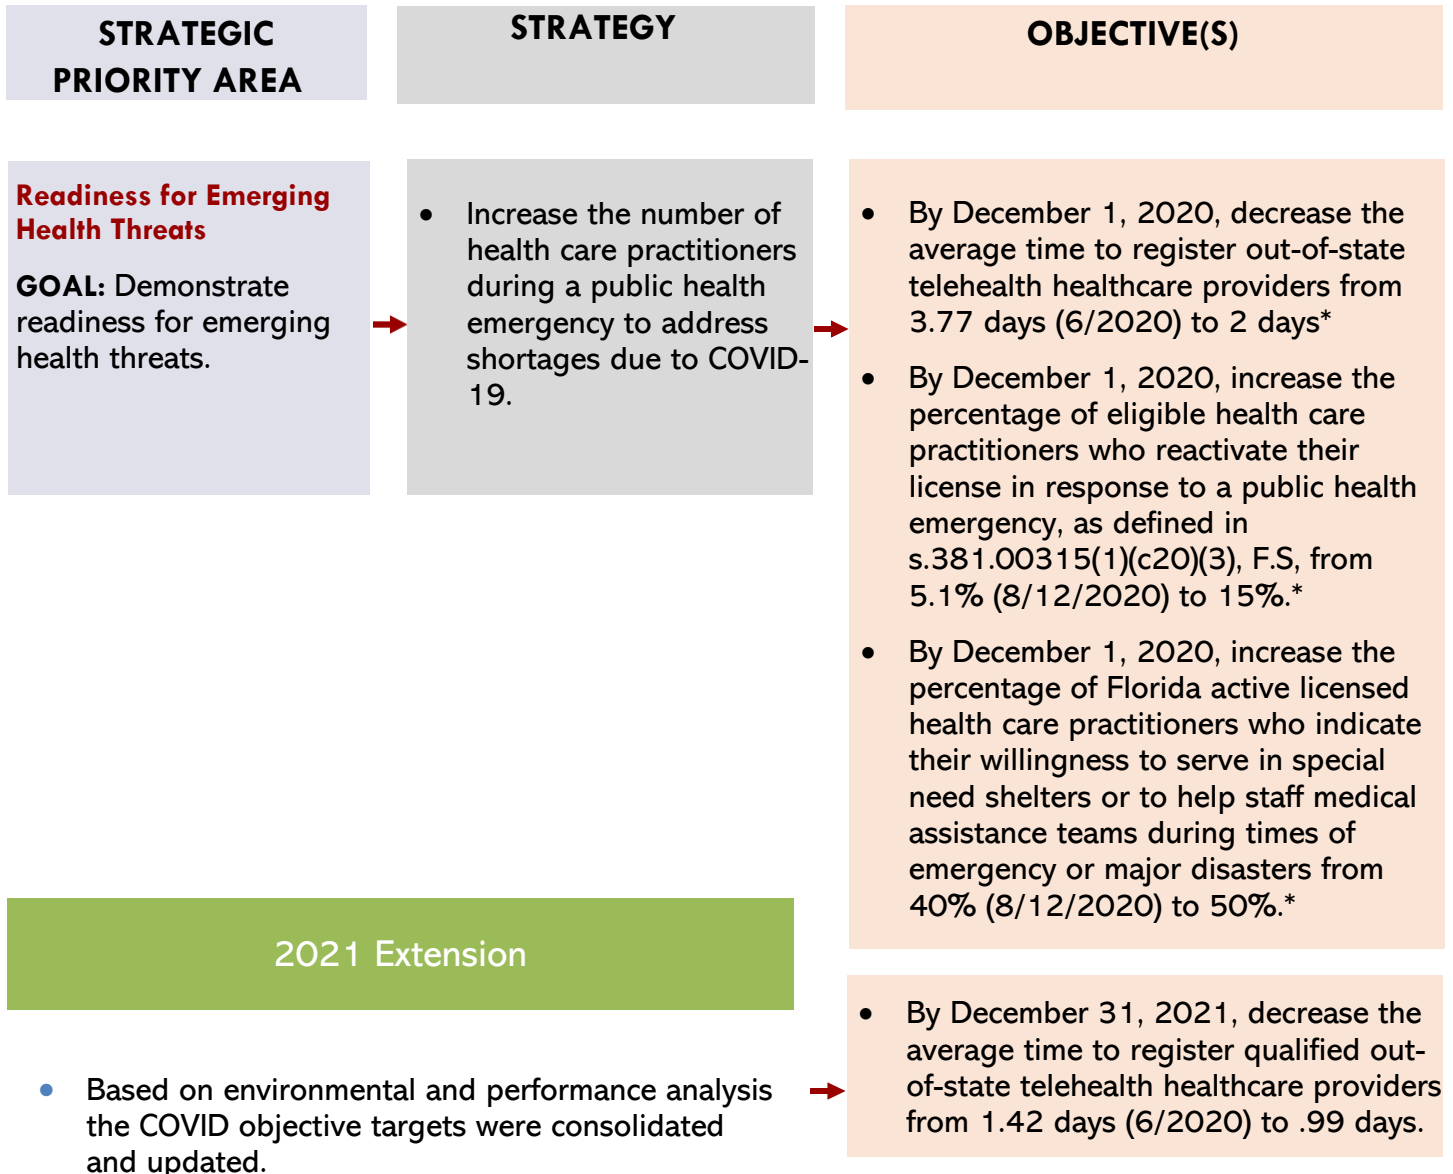 STRATEGIC
PRIORITY AREA
STRATEGY
OBJECTIVE(S)
Readiness for Emerging
Health Threats
GOAL: Demonstrate
readiness for emerging
health threats.
• Increase the number of
health care practitioners
during a public health
emergency to address
shortages due to COVID-
19.
• By December 1, 2020, decrease the
average time to register out-of-state
telehealth healthcare providers from
3.77 days (6/2020) to 2 days*
• By December 1, 2020, increase the
percentage of eligible health care
practitioners who reactivate their
license in response to a public health
emergency, as defined in
s.381.00315(1)(c20)(3), F.S, from
5.1% (8/12/2020) to 15%.*
• By December 1, 2020, increase the
percentage of Florida active licensed
health care practitioners who indicate
their willingness to serve in special
need shelters or to help staff medical
assistance teams during times of
emergency or major disasters from
40% (8/12/2020) to 50%.*
2021 Extension
• Based on environmental and performance analysis
the COVID objective targets were consolidated
and updated.
• By December 31, 2021, decrease the
average time to register qualified out-
of-state telehealth healthcare providers
from 1.42 days (6/2020) to .99 days.